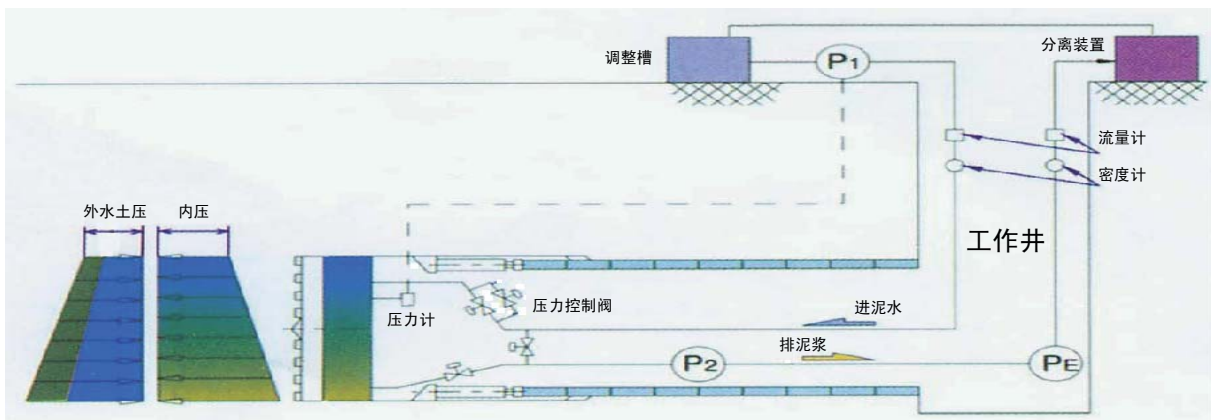 分离装置
调整槽
P1
流量计
密度计
外水土压
内压
工作井
压力控制阀
进泥水
压力计
排泥浆
P2
PE